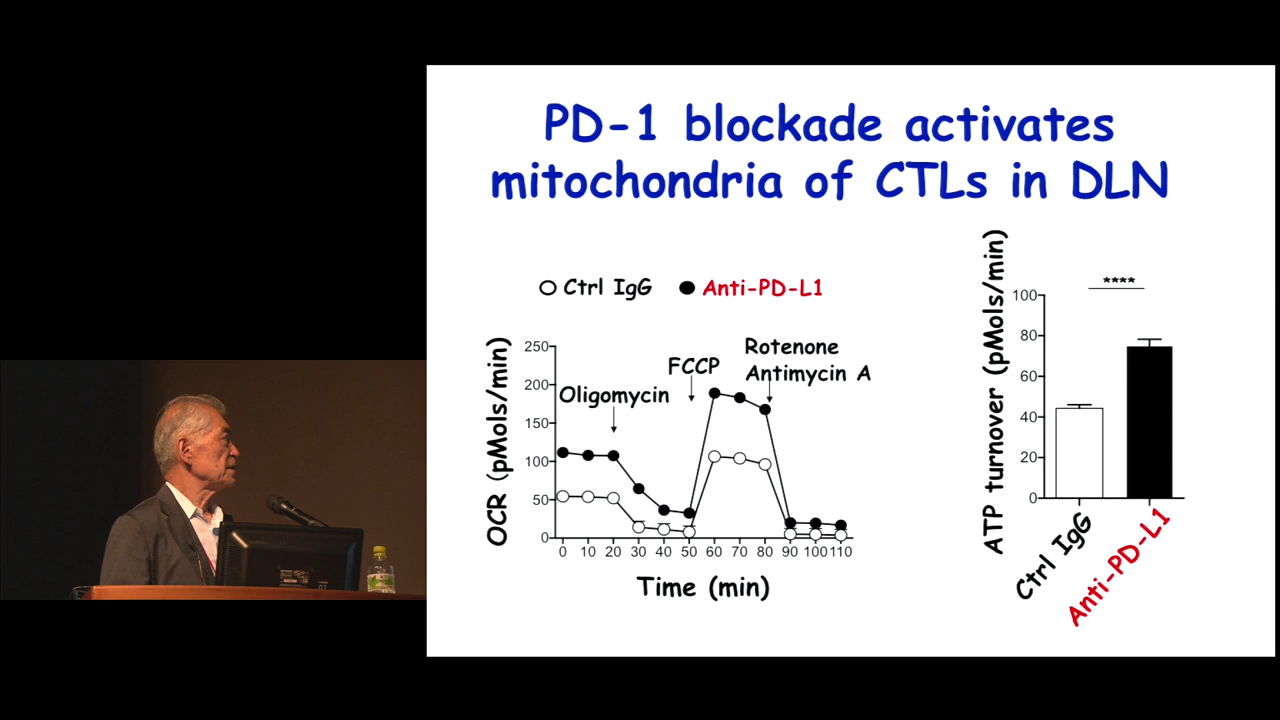 PD-1 blockade activates
mitochondria of CTLs in DLN
Ctrl IgG
Anti-PD-L1
OCR (pMols/min)
250
200
150
100
50
0
Oligomycin
FCCP
Rotenone
Antimycin A
0 10 20 30 40 50 60 70 80 90 100 110
Time (min)
ATP turnover (pMols/min)
100
80
60
40
20
0
****
Ctrl IgG
Anti-PD-L1